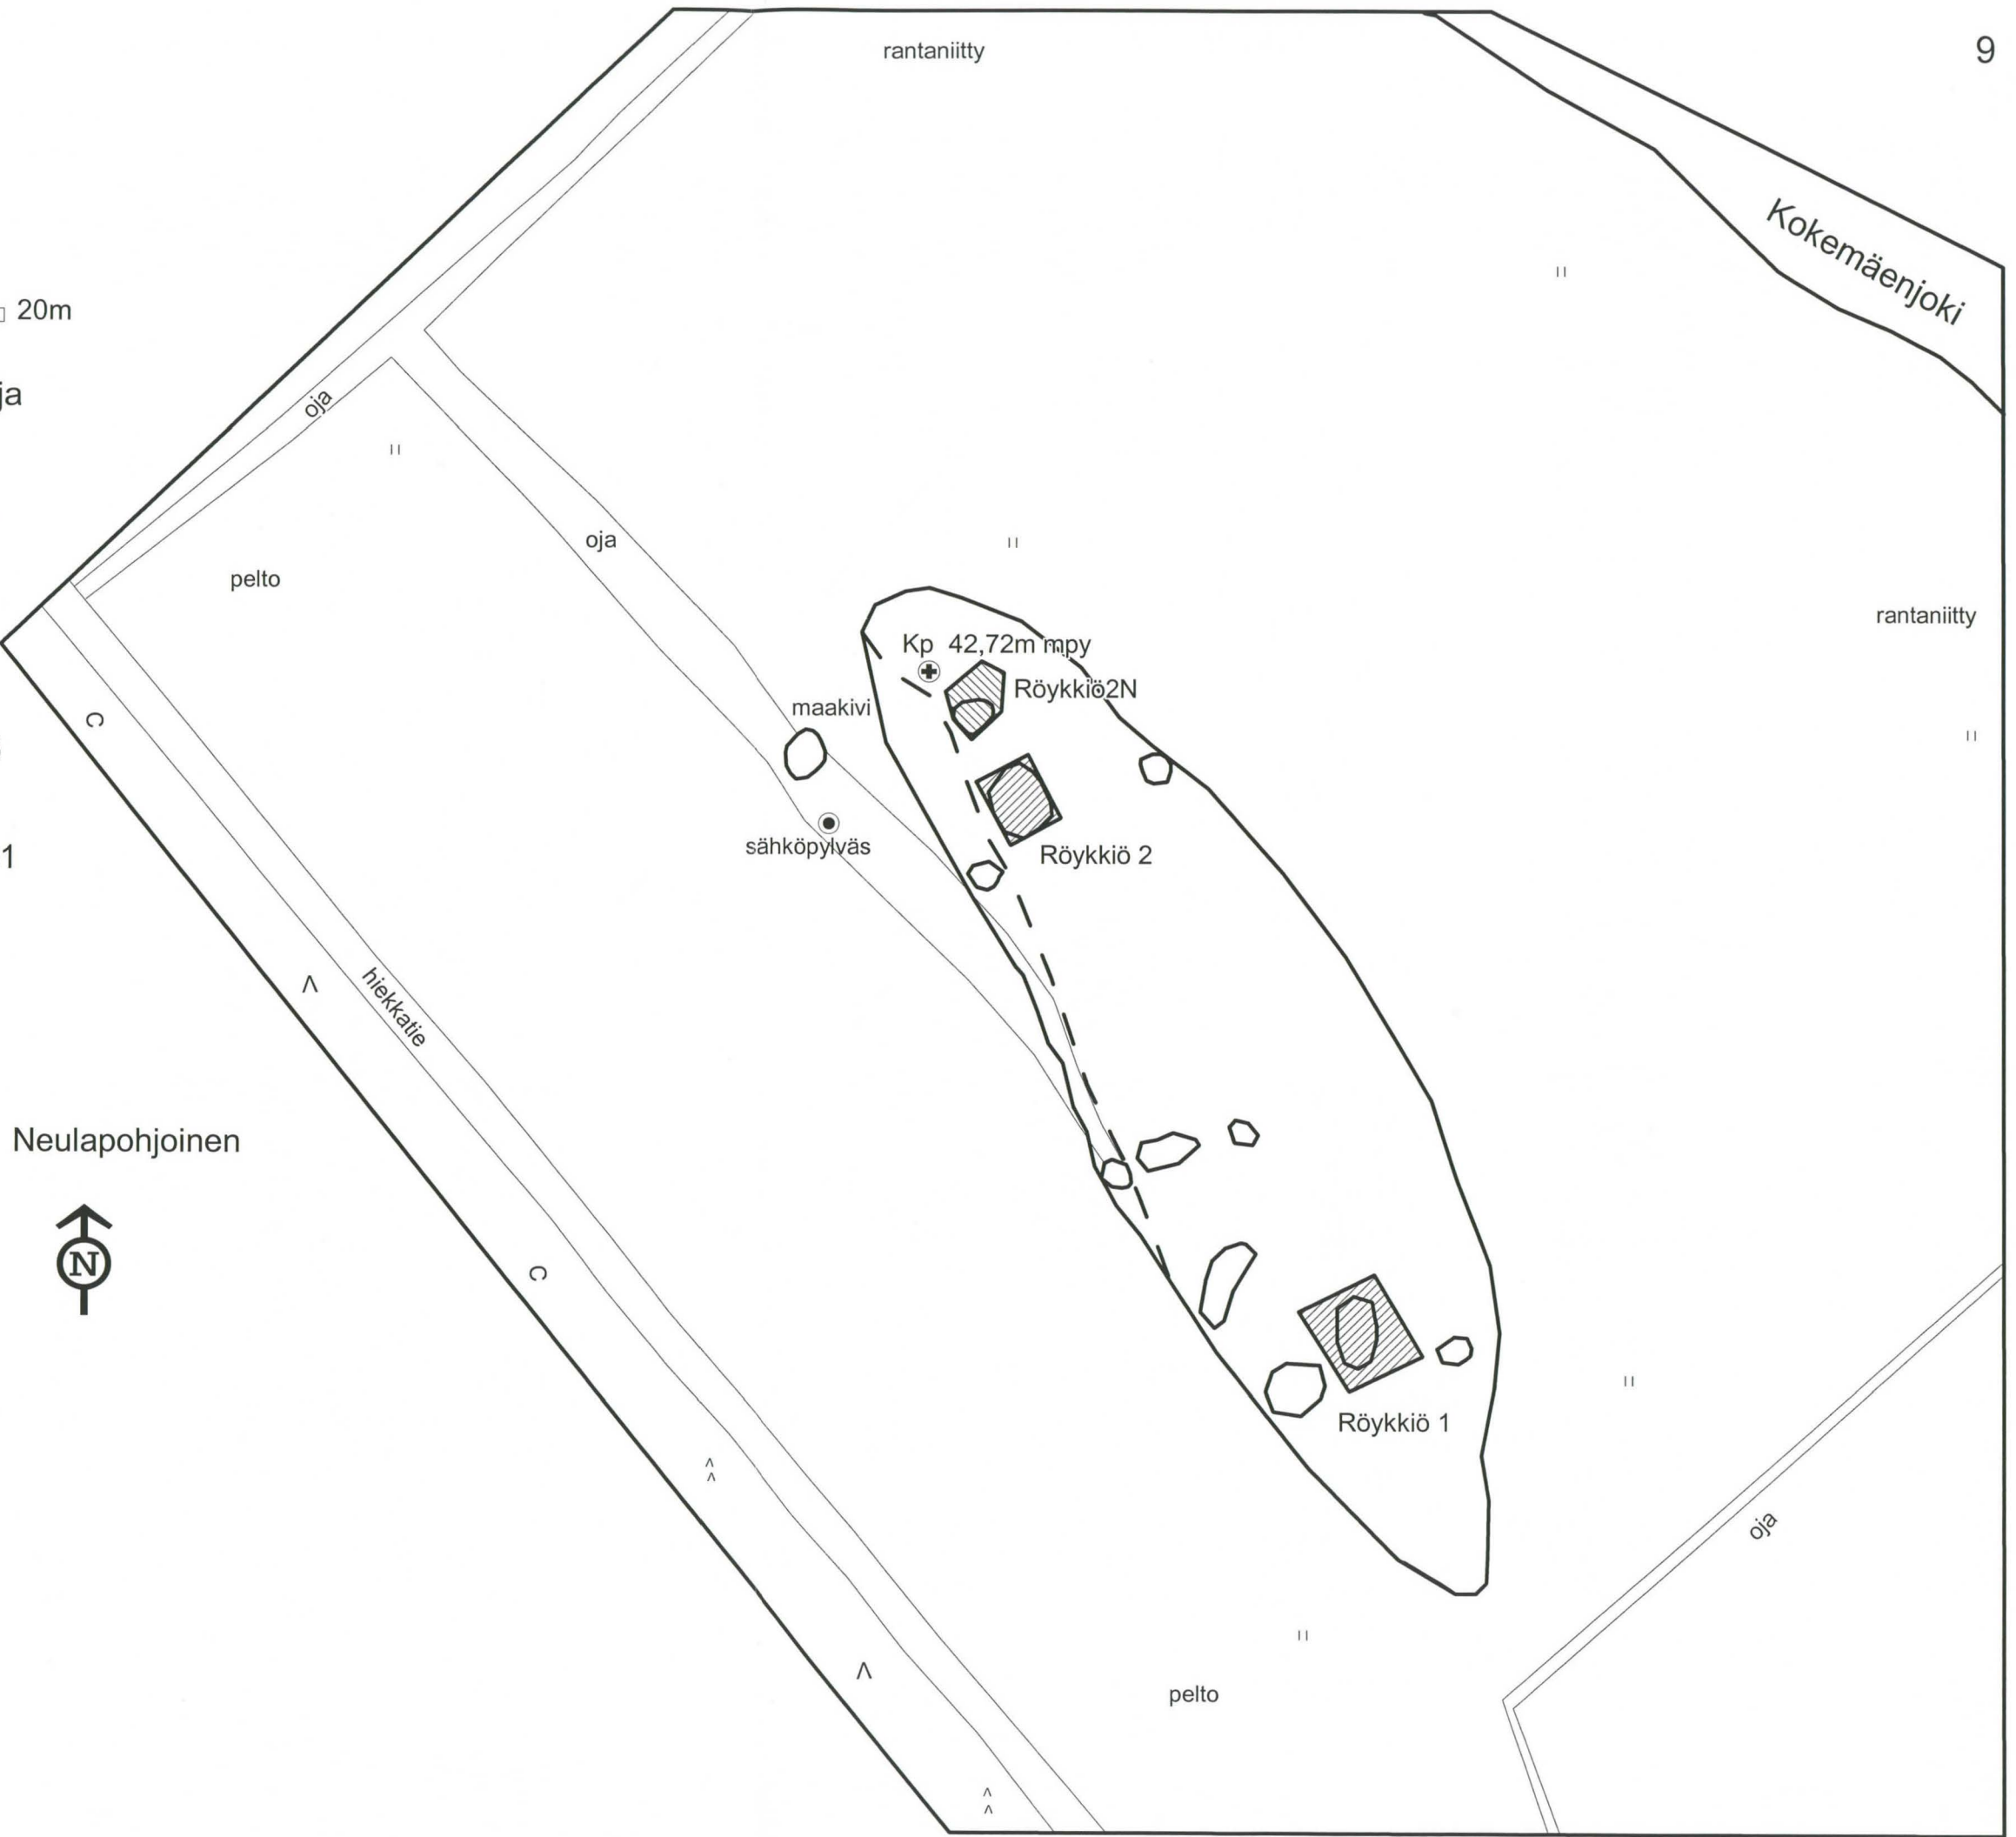 rantaniitty
9
Kokemäenjoki
20m
ja
oja
oja
pelto
rantaniitty
Kp 42,72m mpy
Röykkiö2N
maakivi
sähköpylväs
Röykkiö 2
1
hiekkatie
Neulapohjoinen
N
Röykkiö 1
oja
pelto